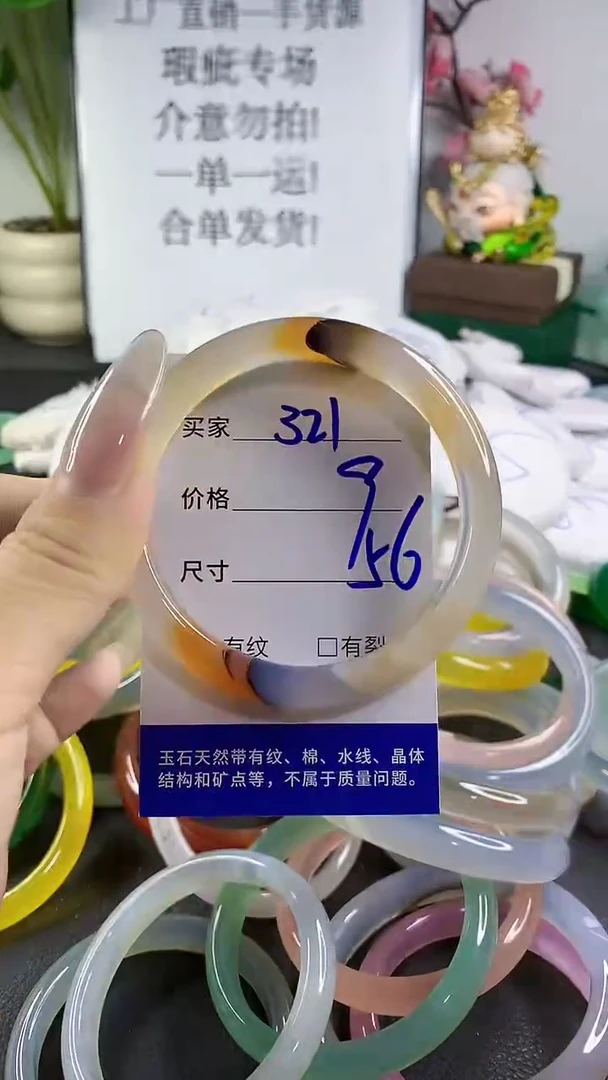 工厂直销一手货源
瑕疵专场
介意勿拍!
一单一运!
合单发货!
买家 321
价格 9
尺寸 56
有纹 □有裂
玉石天然带有纹、棉、水线、晶体
结构和矿点等，不属于质量问题。